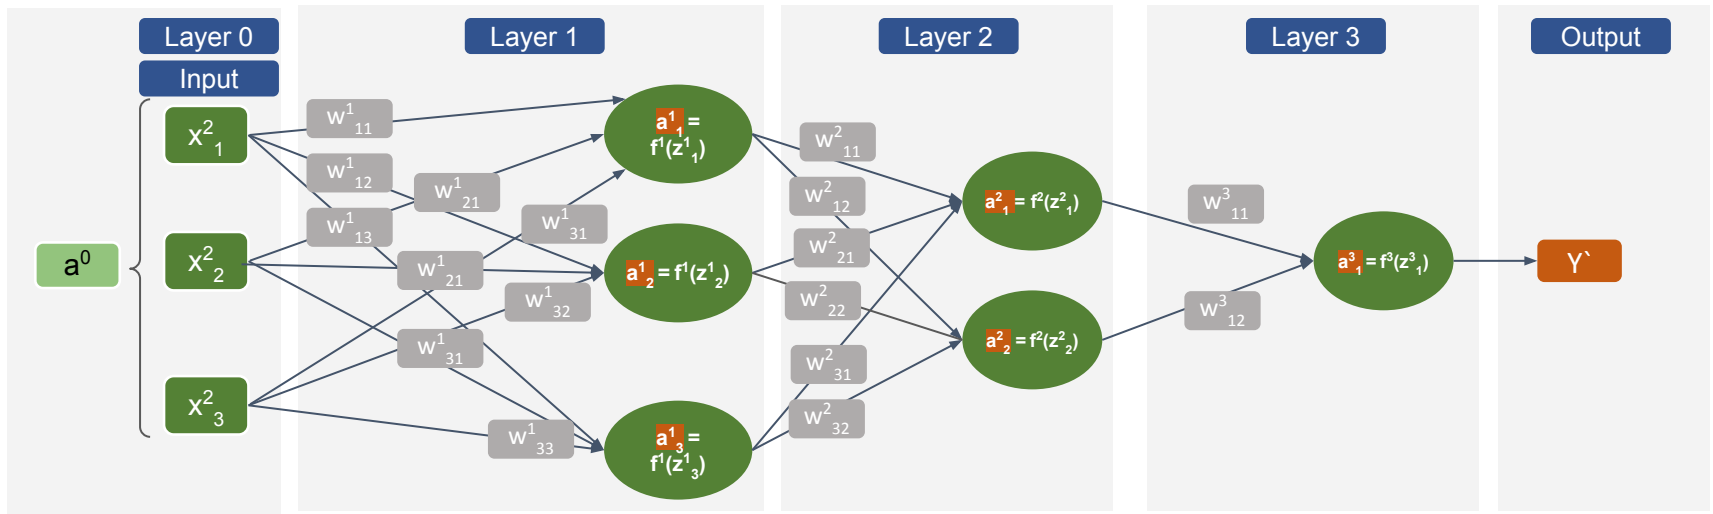 Layer 0
Layer 1
Layer 2
Layer 3
Output
Input
x²₁
x²₂
x²₃
a⁰
w¹₁₁
w¹₁₂
w¹₁₃
w¹₂₁
w¹₃₁
w¹₂₁
w¹₃₂
w¹₃₁
w¹₃₃
a¹₁ =
f¹(z¹₁)
a¹₂ = f¹(z¹₂)
a¹₃ =
f¹(z¹₃)
w²₁₁
w²₁₂
w²₂₁
w²₂₂
w²₃₁
w²₃₂
a²₁ = f²(z²₁)
a²₂ = f²(z²₂)
w³₁₁
w³₁₂
a³₁ = f³(z³₁)
Y`